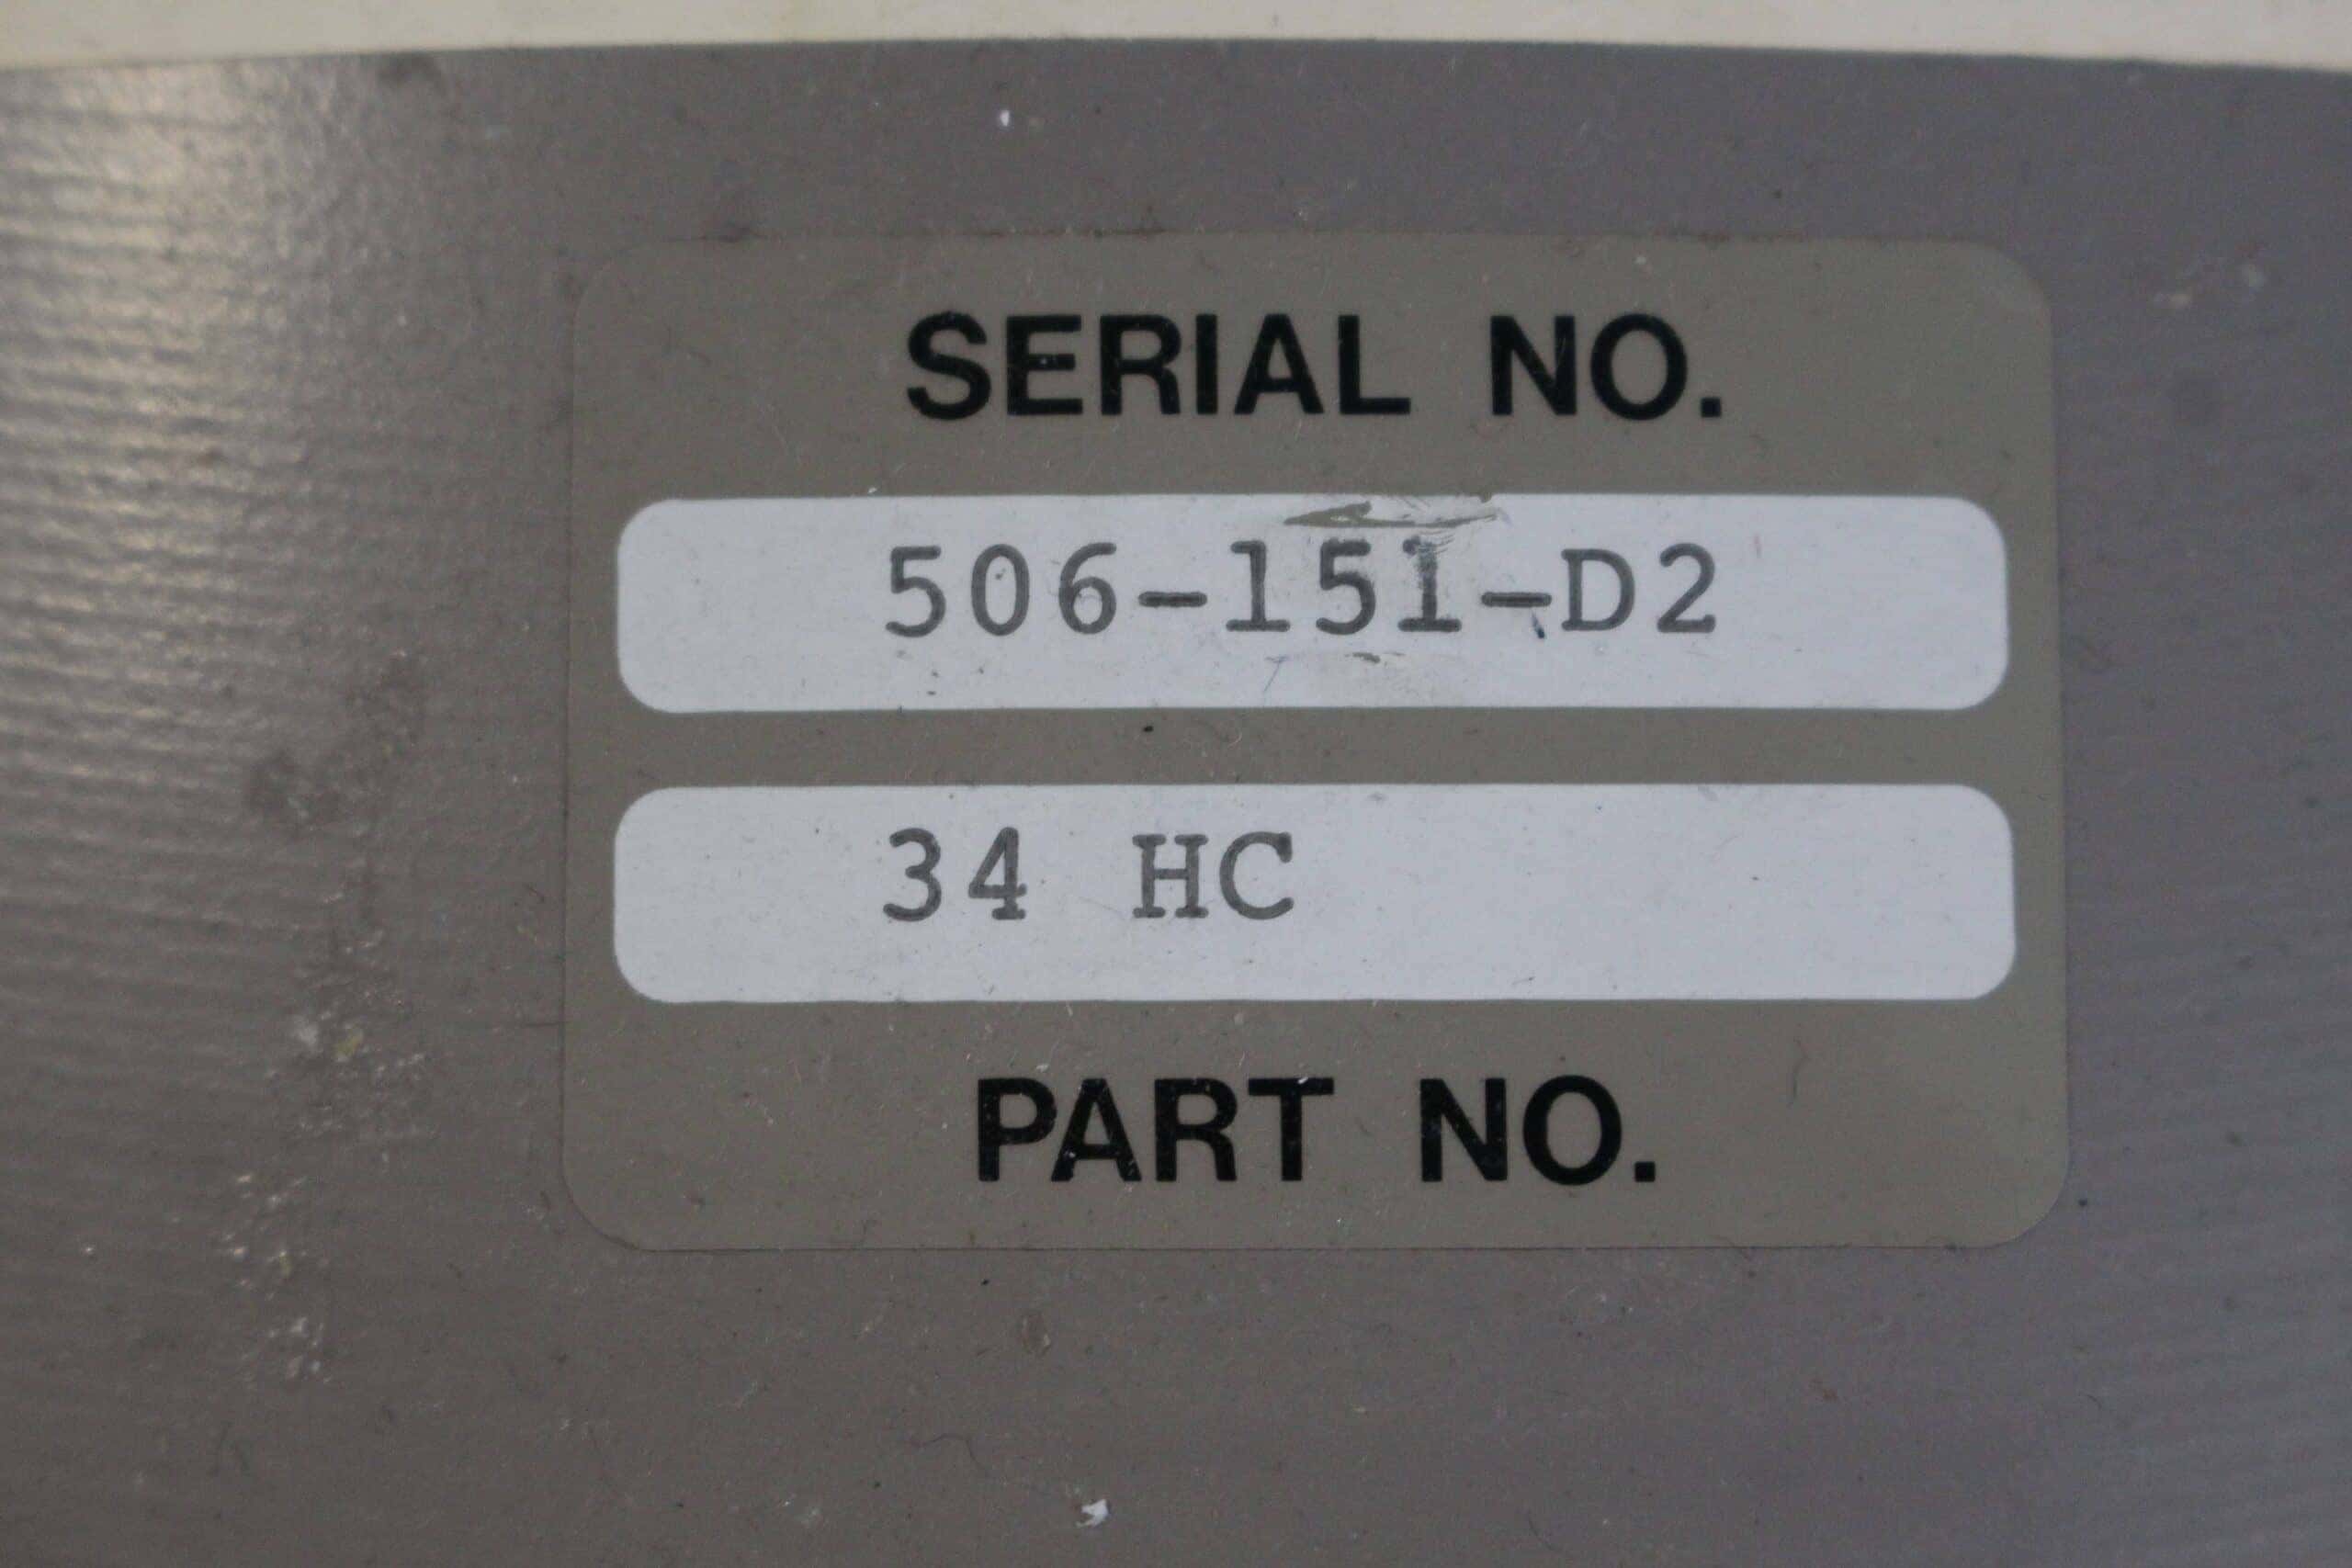 SERIAL NO.
506-151-D2
34 HC
PART NO.